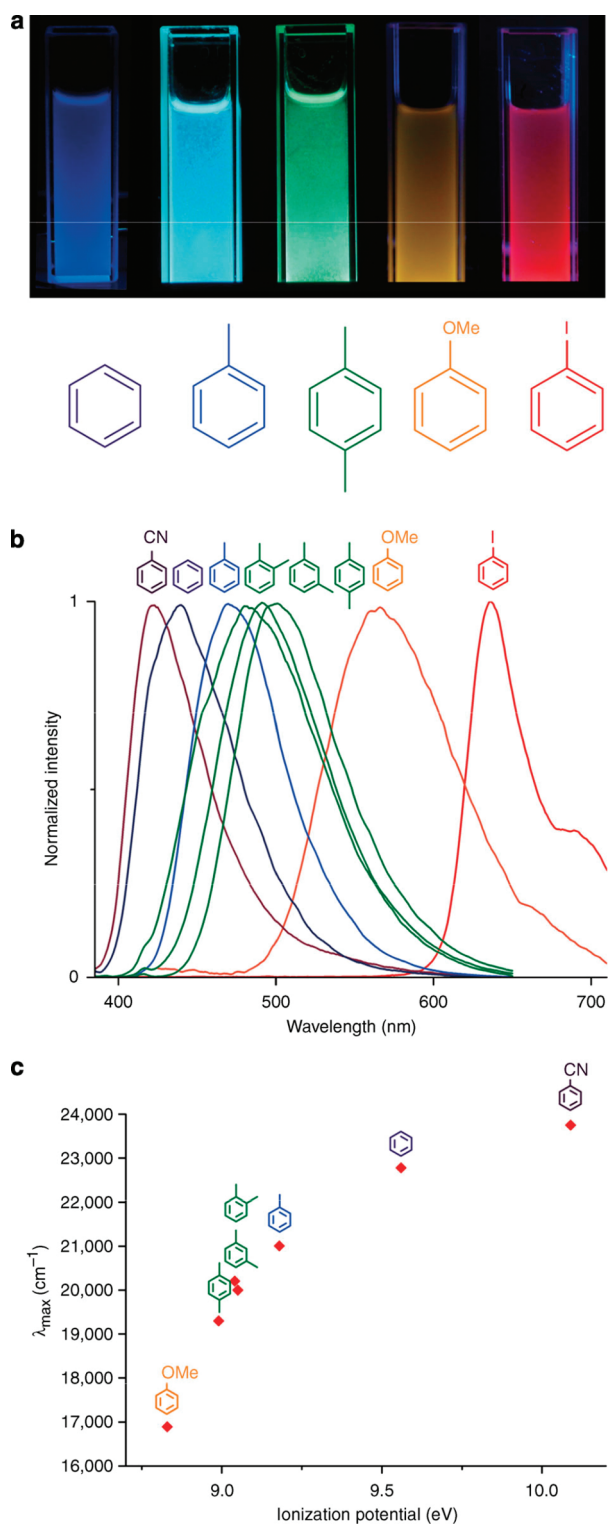 a
OMe
I
b
CN
OMe
I
1
Normalized intensity
0
400
500
600
700
Wavelength (nm)
c
CN
24,000
23,000
22,000
21,000
20,000
19,000
18,000
17,000
16,000
OMe
λmax (cm⁻¹)
9.0
9.5
10.0
Ionization potential (eV)